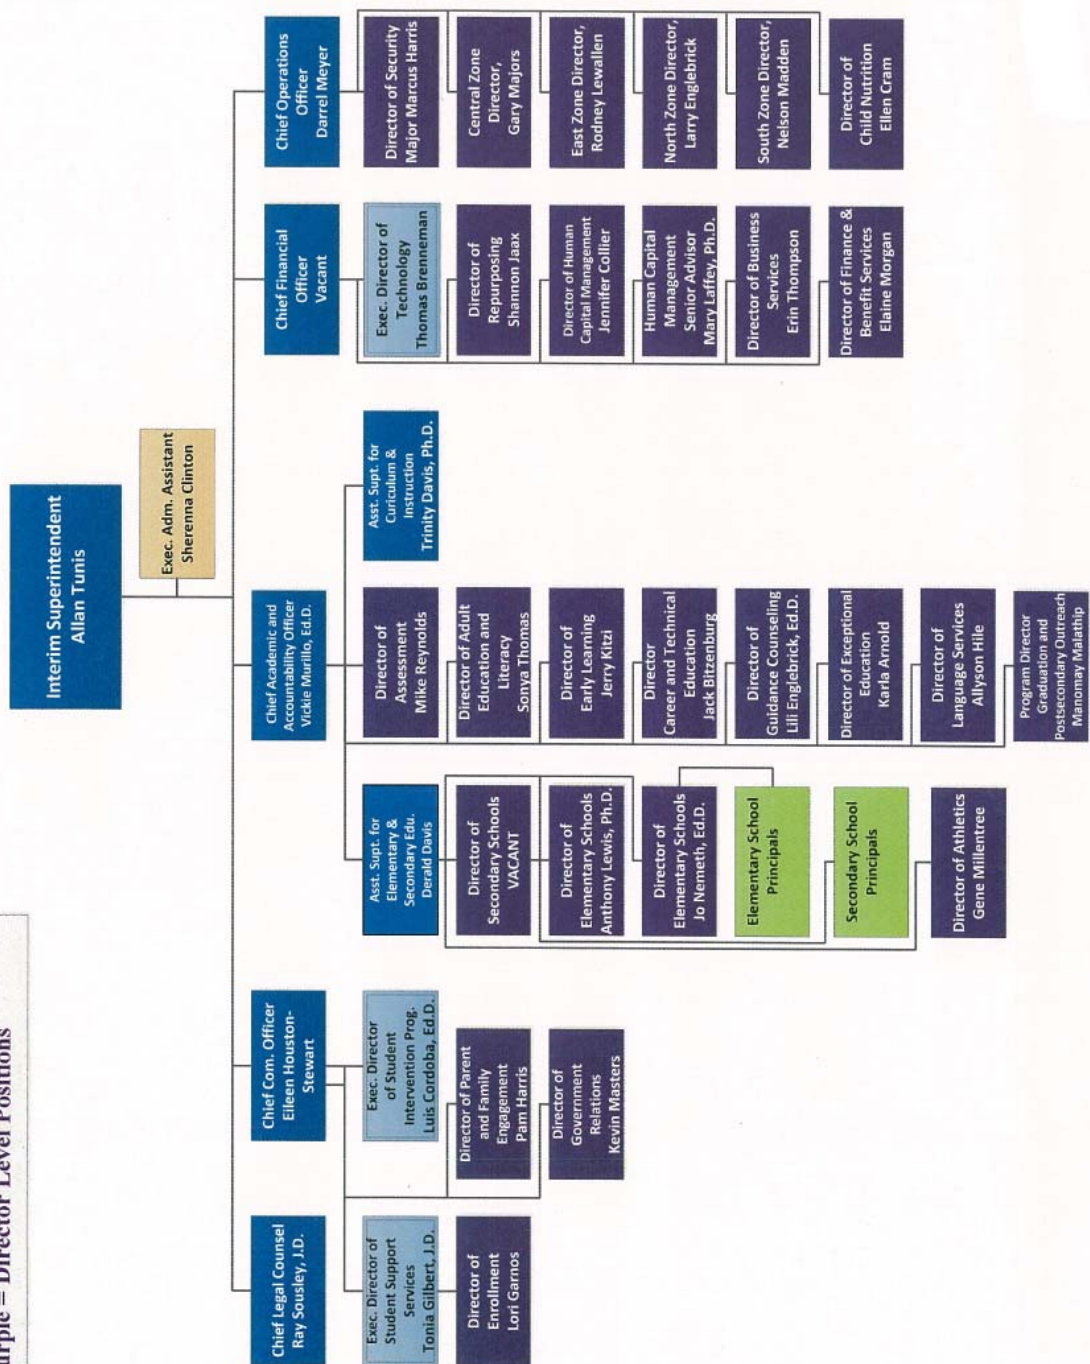 Purple = Director Level Positions
Interim Superintendent
Allan Tunis
Exec. Adm. Assistant
Sherenna Clinton
Chief Legal Counsel
Ray Sousley, J.D.
Exec. Director of
Student Support
Services
Tonia Gilbert, J.D.
Director of
Enrollment
Lori Garnos
Chief Com. Officer
Eileen Houston-
Stewart
Exec. Director
of Student
Intervention Prog.
Luis Cordoba, Ed.D.
Director of Parent
and Family
Engagement
Pam Harris
Director of
Government
Relations
Kevin Masters
Chief Academic and
Accountability Officer
Vickie Murillo, Ed.D.
Asst. Supt. for
Elementary &
Secondary Edu.
Derald Davis
Director of
Secondary Schools
VACANT
Director of
Elementary Schools
Anthony Lewis, Ph.D.
Director of
Elementary Schools
Jo Nemeth, Ed.D.
Elementary School
Principals
Secondary School
Principals
Director of Athletics
Gene Millentree
Director of
Assessment
Mike Reynolds
Director of Adult
Education and
Literacy
Sonya Thomas
Director of
Early Learning
Jerry Kitzi
Director
Career and Technical
Education
Jack Bitzenburg
Director of
Guidance Counseling
Lili Englebrick, Ed.D.
Director of Exceptional
Education
Karla Arnold
Director of
Language Services
Allyson Hile
Program Director
Graduation and
Postsecondary Outreach
Manomay Malathip
Asst. Supt. for
Curiculum &
Instruction
Trinity Davis, Ph.D.
Chief Financial
Officer
Vacant
Exec. Director of
Technology
Thomas Brenneman
Director of
Repurposing
Shannon Jaax
Director of Human
Capital Management
Jennifer Collier
Human Capital
Management
Senior Advisor
Mary Laffey, Ph.D.
Director of Business
Services
Erin Thompson
Director of Finance &
Benefit Services
Elaine Morgan
Chief Operations
Officer
Darrel Meyer
Director of Security
Major Marcus Harris
Central Zone
Director,
Gary Majors
East Zone Director,
Rodney Lewallen
North Zone Director,
Larry Englebrick
South Zone Director,
Nelson Madden
Director of
Child Nutrition
Ellen Cram